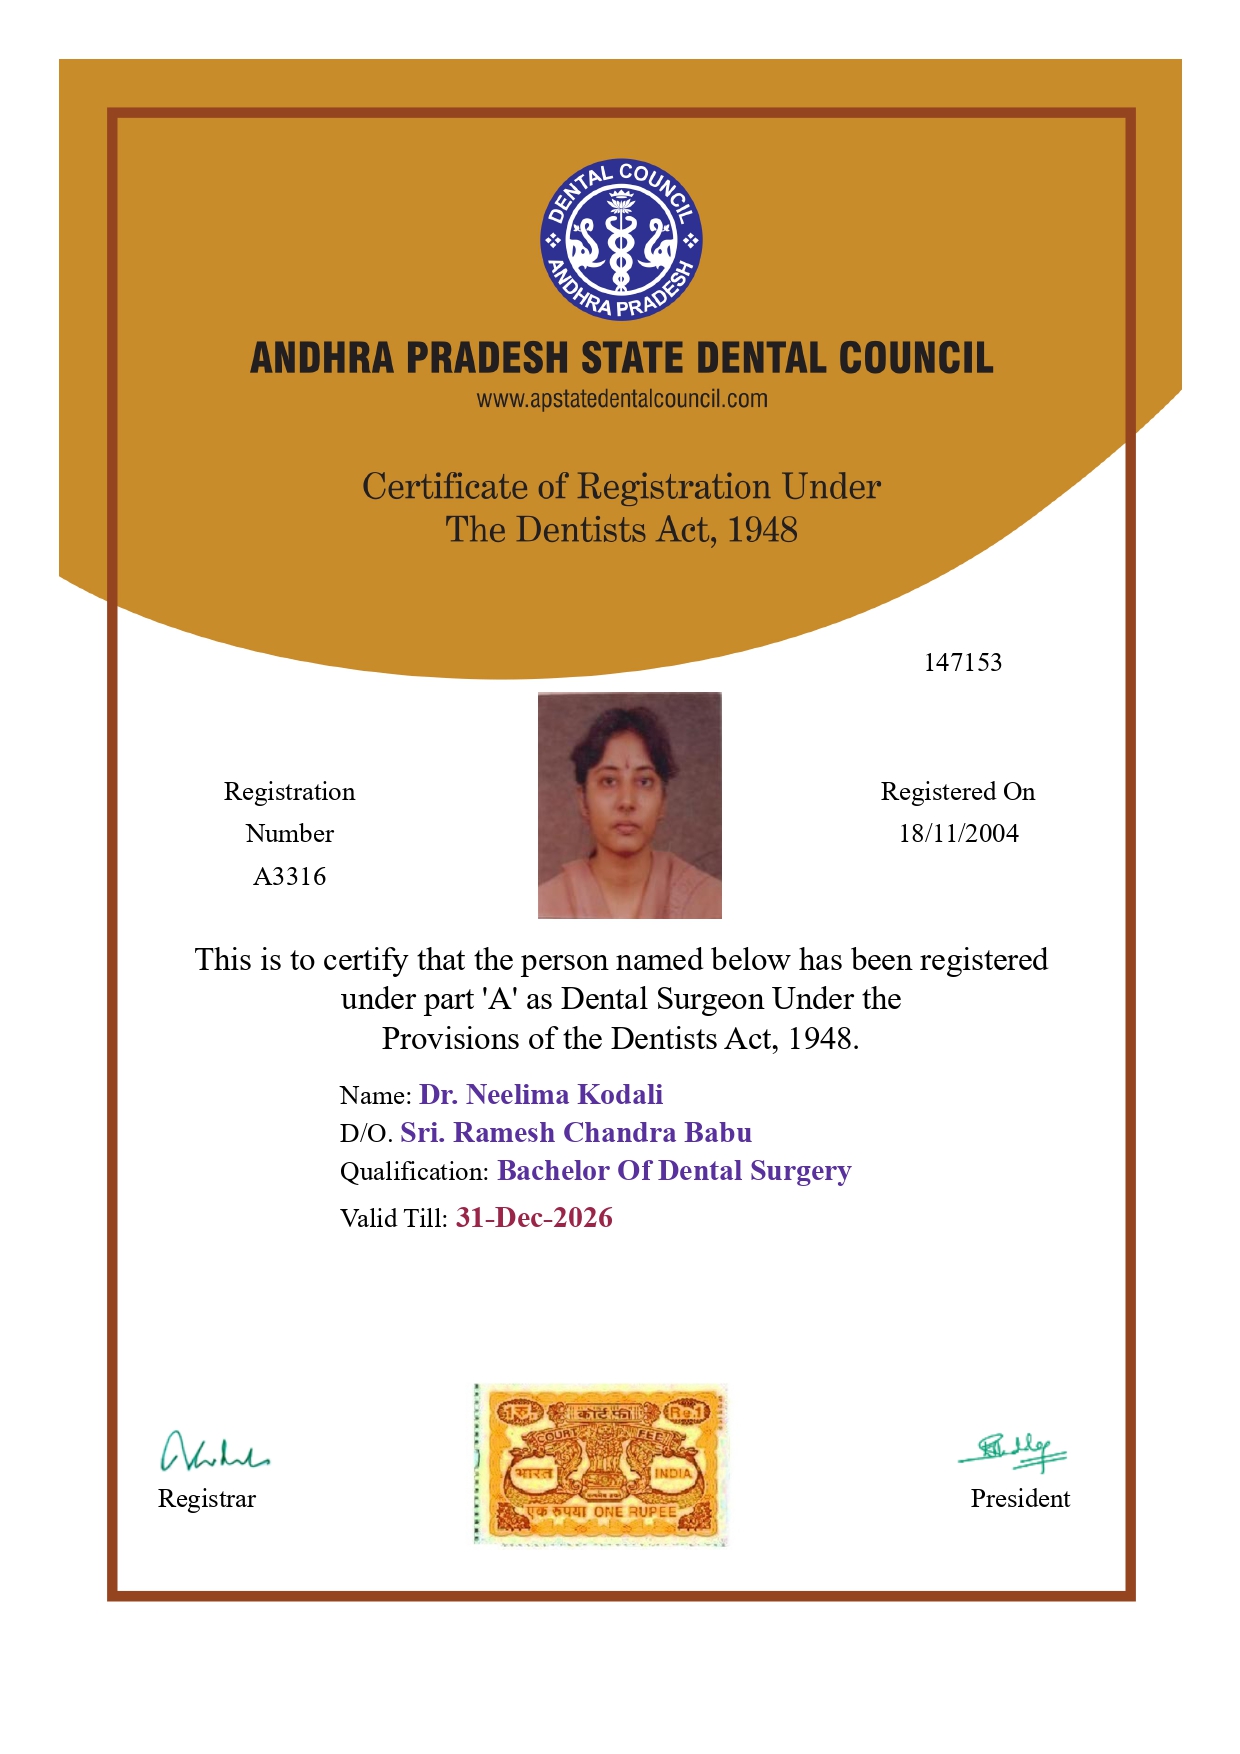 DENTAL COUNCIL
ANDHRA PRADESH
ANDHRA PRADESH STATE DENTAL COUNCIL
www.apstatedentalcouncil.com
Certificate of Registration Under
The Dentists Act, 1948
147153
Registration
Number
A3316
Registered On
18/11/2004
This is to certify that the person named below has been registered
under part 'A' as Dental Surgeon Under the
Provisions of the Dentists Act, 1948.
Name: Dr. Neelima Kodali
D/O. Sri. Ramesh Chandra Babu
Qualification: Bachelor Of Dental Surgery
Valid Till: 31-Dec-2026
1रु. कोर्ट फी Re.1
COURT FEE
भारत INDIA
एक रुपया ONE RUPEE
Registrar
President